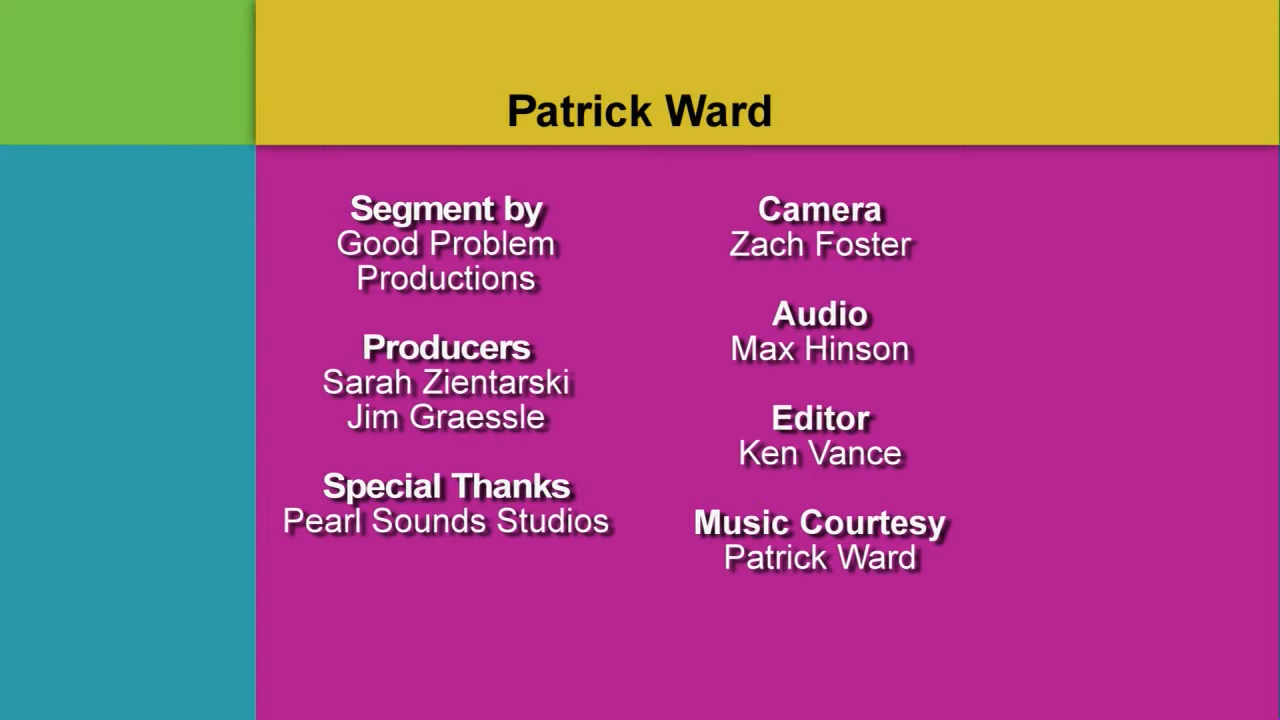 Patrick Ward
Segment by
Good Problem
Productions
Producers
Sarah Zientarski
Jim Graessle
Special Thanks
Pearl Sounds Studios
Camera
Zach Foster
Audio
Max Hinson
Editor
Ken Vance
Music Courtesy
Patrick Ward